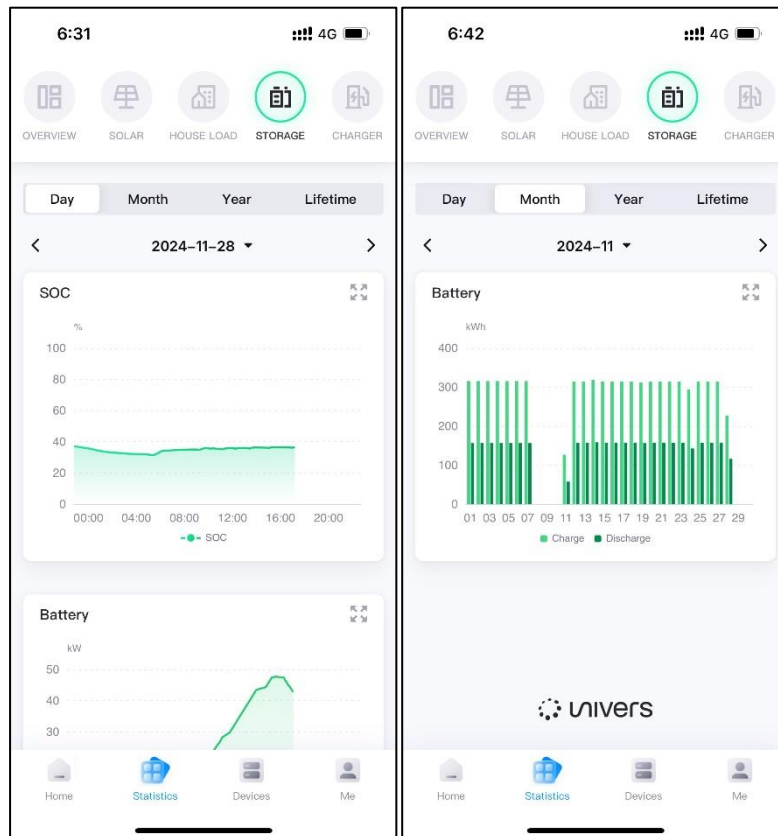 6:31
4G
OVERVIEW SOLAR HOUSE LOAD STORAGE CHARGER
Day Month Year Lifetime
2024-11-28
SOC
%
100
80
60
40
20
0
00:00 04:00 08:00 12:00 16:00 20:00
SOC
Battery
kW
50
40
30
Home Statistics Devices Me
6:42
4G
OVERVIEW SOLAR HOUSE LOAD STORAGE CHARGER
Day Month Year Lifetime
2024-11
Battery
kWh
400
300
200
100
0
01 03 05 07 09 11 13 15 17 19 21 23 25 27 29
Charge Discharge
univers
Home Statistics Devices Me